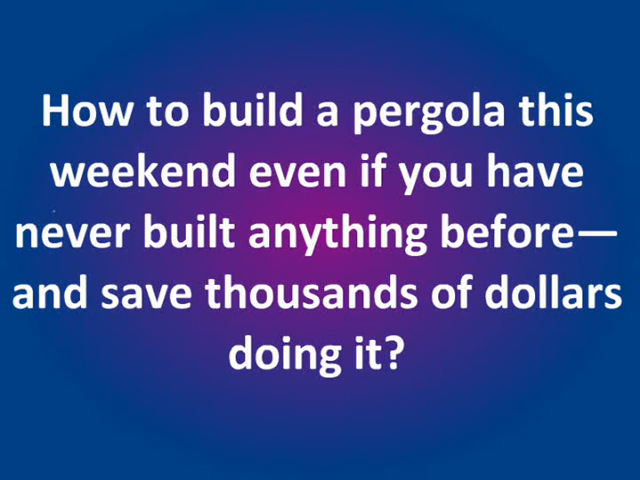 How to build a pergola this
weekend even if you have
never built anything before—
and save thousands of dollars
doing it?